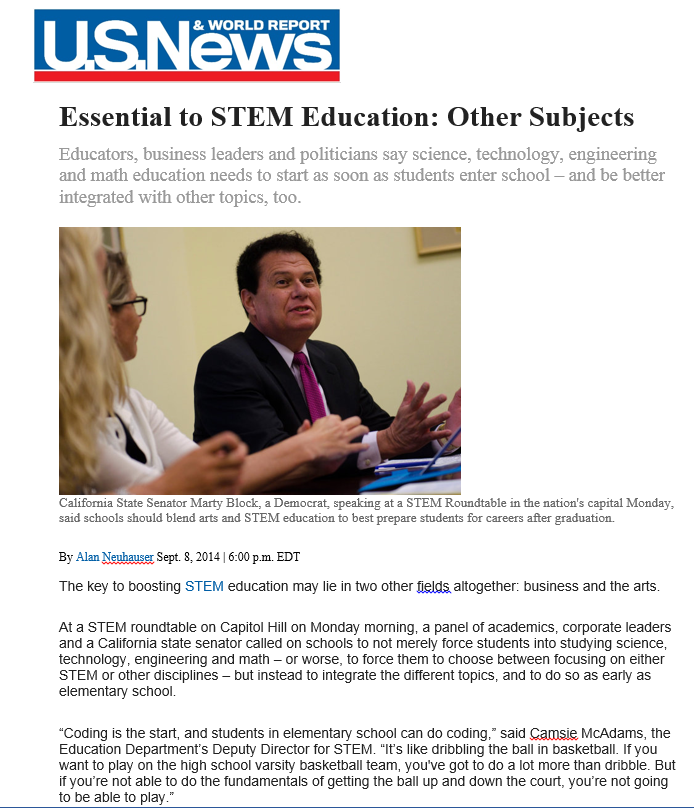 U.S.News & WORLD REPORT
Essential to STEM Education: Other Subjects
Educators, business leaders and politicians say science, technology, engineering
and math education needs to start as soon as students enter school – and be better
integrated with other topics, too.
California State Senator Marty Block, a Democrat, speaking at a STEM Roundtable in the nation's capital Monday,
said schools should blend arts and STEM education to best prepare students for careers after graduation.
By Alan Neuhauser Sept. 8, 2014 | 6:00 p.m. EDT
The key to boosting STEM education may lie in two other fields altogether: business and the arts.
At a STEM roundtable on Capitol Hill on Monday morning, a panel of academics, corporate leaders
and a California state senator called on schools to not merely force students into studying science,
technology, engineering and math – or worse, to force them to choose between focusing on either
STEM or other disciplines – but instead to integrate the different topics, and to do so as early as
elementary school.
“Coding is the start, and students in elementary school can do coding,” said Camsie McAdams, the
Education Department’s Deputy Director for STEM. “It’s like dribbling the ball in basketball. If you
want to play on the high school varsity basketball team, you've got to do a lot more than dribble. But
if you’re not able to do the fundamentals of getting the ball up and down the court, you’re not going
to be able to play.”